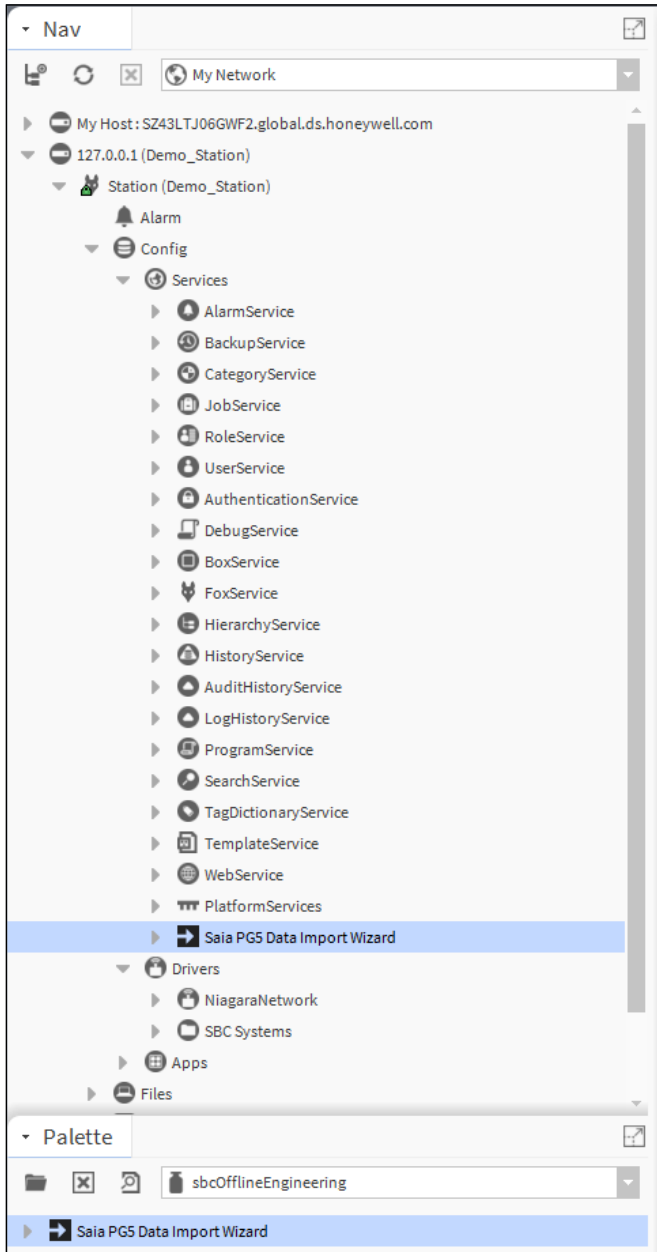 Nav
My Network
My Host : SZ43LTJ06GWF2.global.ds.honeywell.com
127.0.0.1 (Demo_Station)
Station (Demo_Station)
Alarm
Config
Services
AlarmService
BackupService
CategoryService
JobService
RoleService
UserService
AuthenticationService
DebugService
BoxService
FoxService
HierarchyService
HistoryService
AuditHistoryService
LogHistoryService
ProgramService
SearchService
TagDictionaryService
TemplateService
WebService
PlatformServices
Saia PG5 Data Import Wizard
Drivers
NiagaraNetwork
SBC Systems
Apps
Files
Palette
sbcOfflineEngineering
Saia PG5 Data Import Wizard